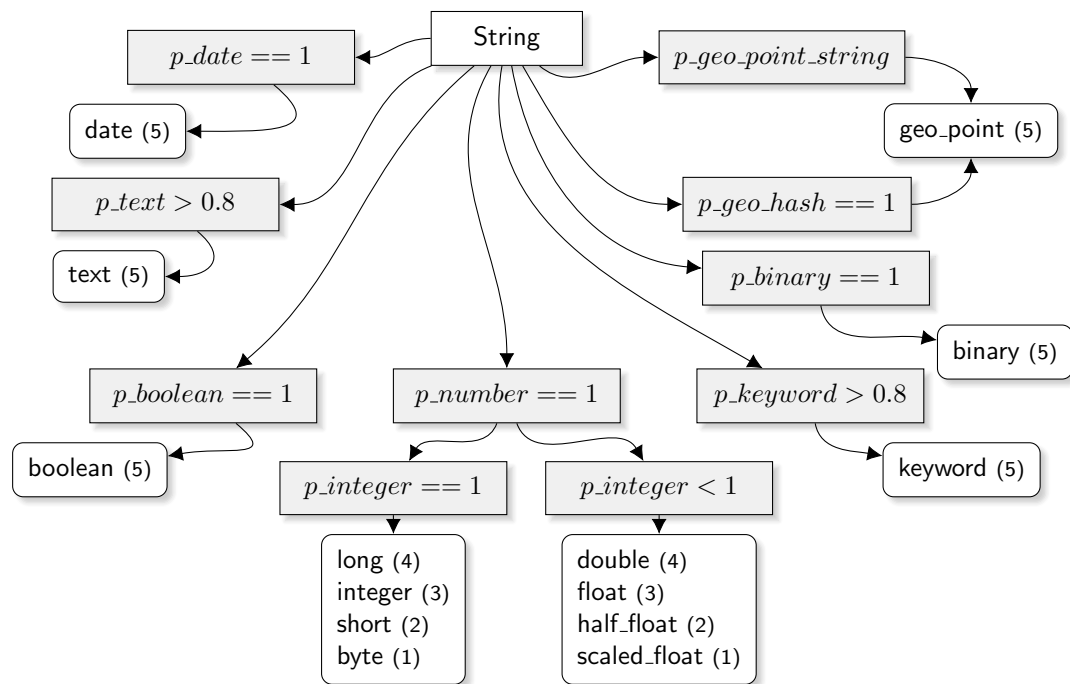 String
p_date == 1
p_geo_point_string
date (5)
geo_point (5)
p_text > 0.8
p_geo_hash == 1
text (5)
p_binary == 1
binary (5)
p_boolean == 1
p_number == 1
p_keyword > 0.8
boolean (5)
p_integer == 1
p_integer < 1
keyword (5)
long (4)
integer (3)
short (2)
byte (1)
double (4)
float (3)
half_float (2)
scaled_float (1)